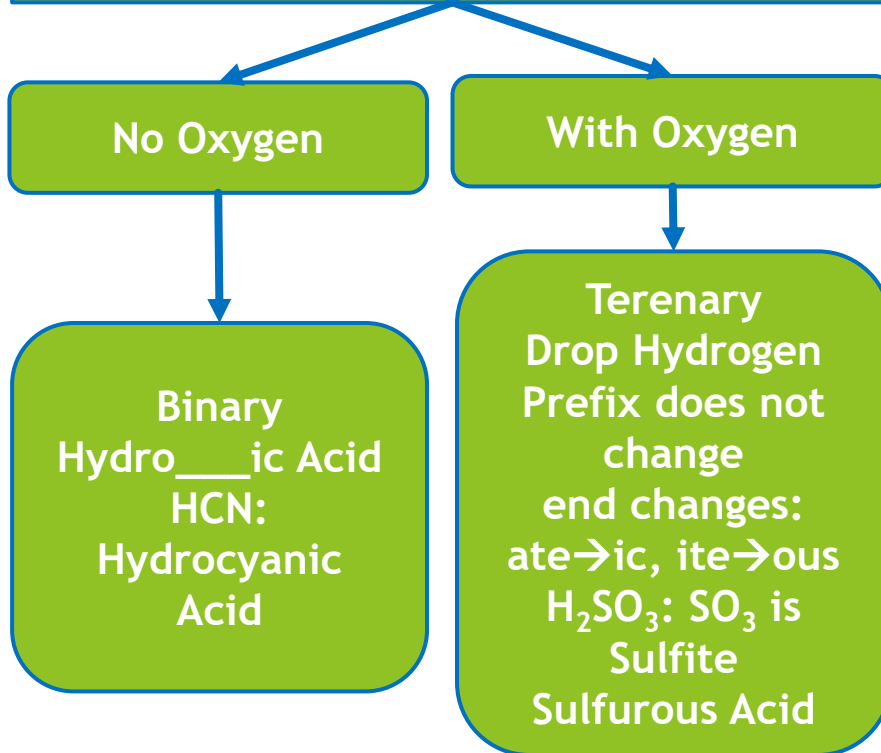 No Oxygen
With Oxygen
Binary
Hydro___ic Acid
HCN:
Hydrocyanic
Acid
Terenary
Drop Hydrogen
Prefix does not
change
end changes:
ate→ic, ite→ous
H₂SO₃: SO₃ is
Sulfite
Sulfurous Acid